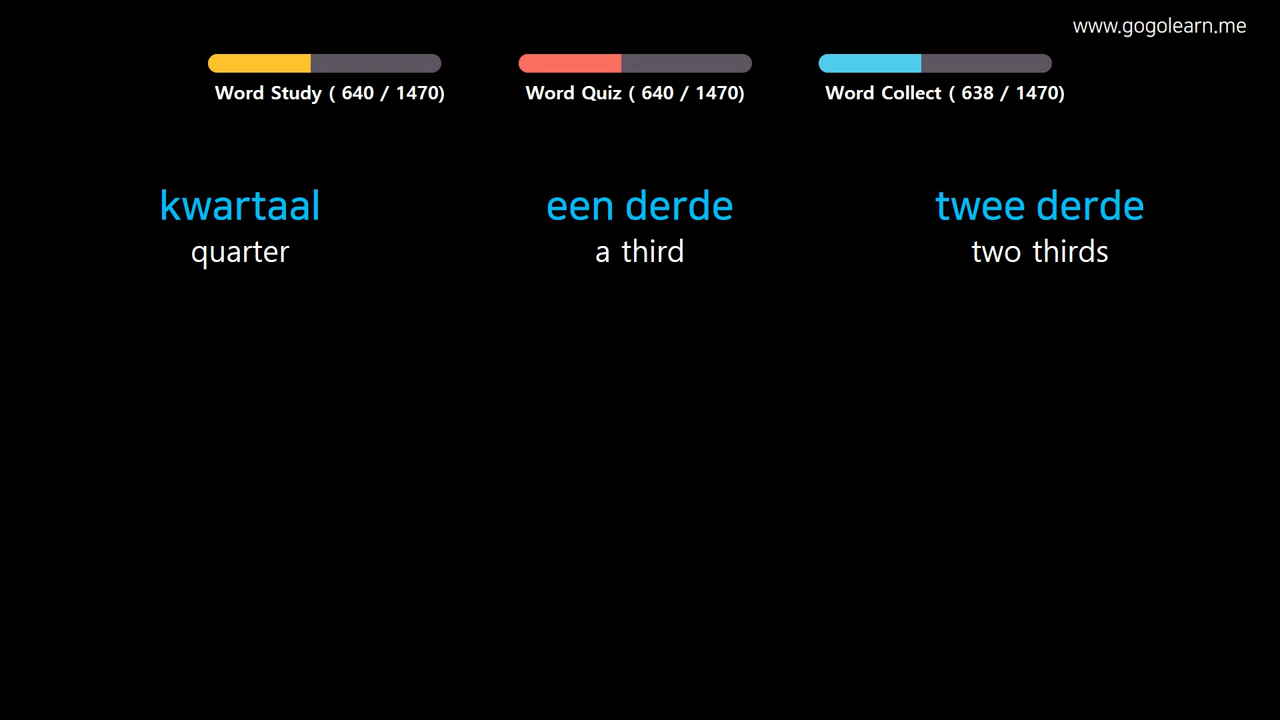 www.gogolearn.me
Word Study ( 640 / 1470)
Word Quiz ( 640 / 1470)
Word Collect ( 638 / 1470)
kwartaal
quarter
een derde
a third
twee derde
two thirds